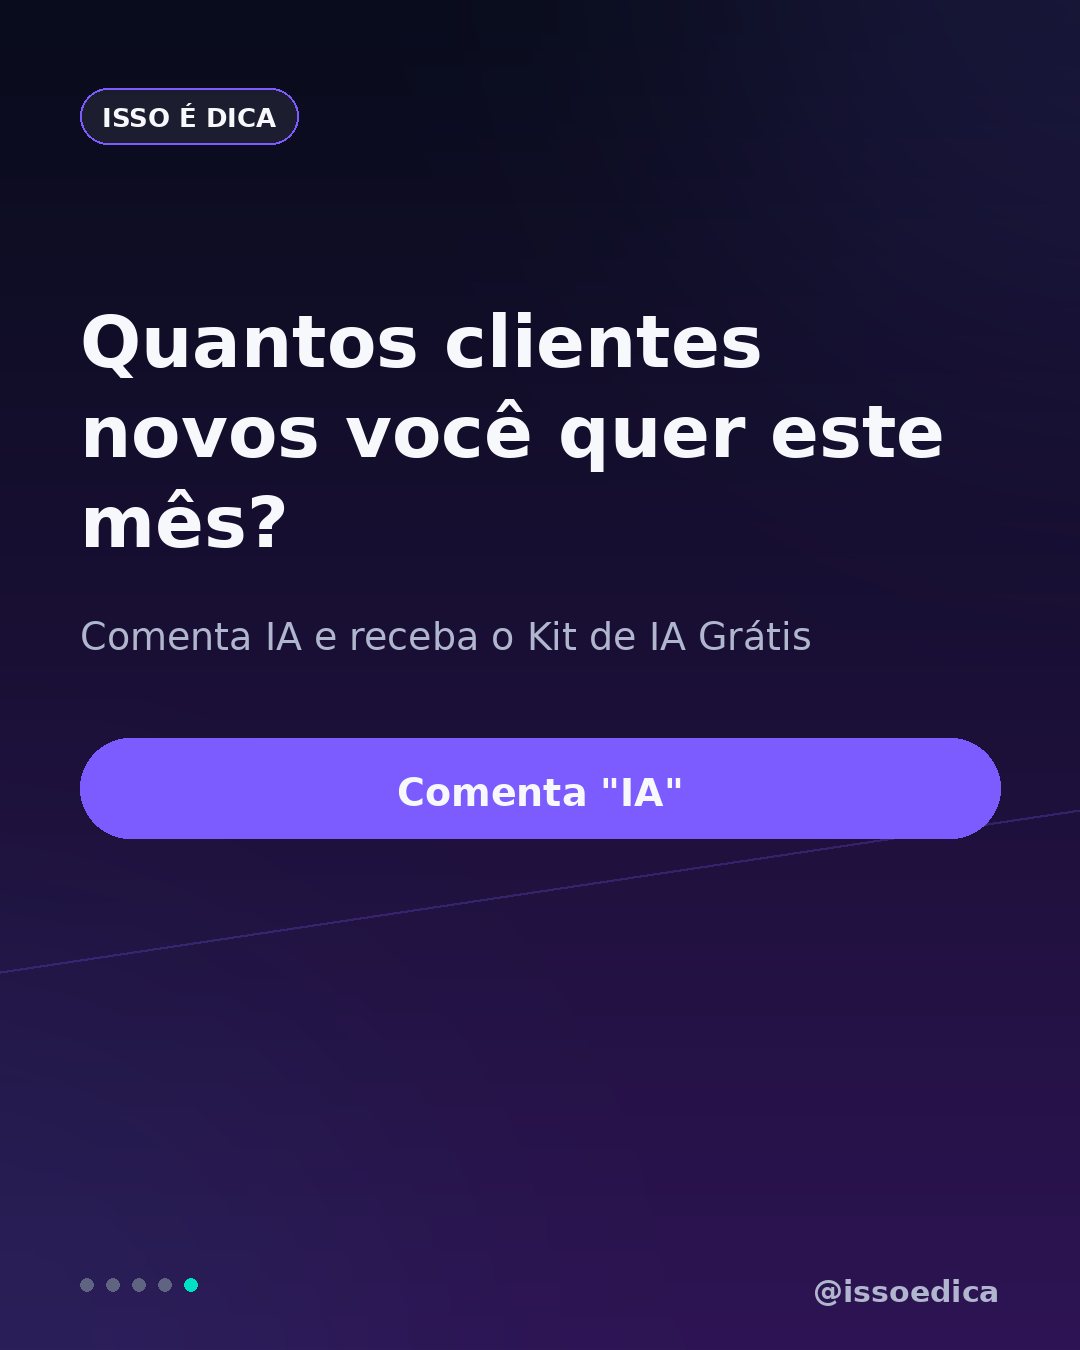 ISSO É DICA
Quantos clientes
novos você quer este
mês?
Comenta IA e receba o Kit de IA Grátis
Comenta "IA"
@issoedica